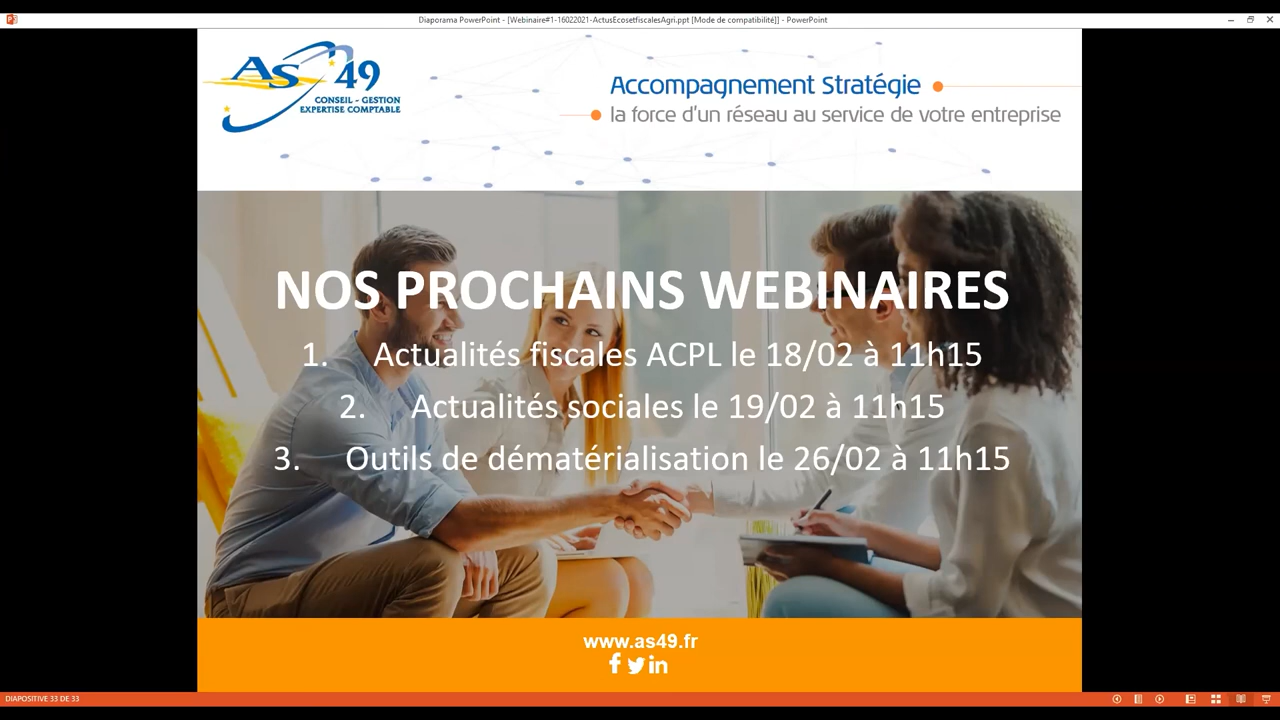 Diaporama PowerPoint - [Webinaire#1-16022021-ActusEcosetfiscalesAgri.ppt [Mode de compatibilité]] - PowerPoint
AS 49
CONSEIL - GESTION
EXPERTISE COMPTABLE
Accompagnement Stratégie
la force d'un réseau au service de votre entreprise
NOS PROCHAINS WEBINAIRES
1. Actualités fiscales ACPL le 18/02 à 11h15
2. Actualités sociales le 19/02 à 11h15
3. Outils de dématérialisation le 26/02 à 11h15
www.as49.fr
DIAPOSITIVE 33 DE 33